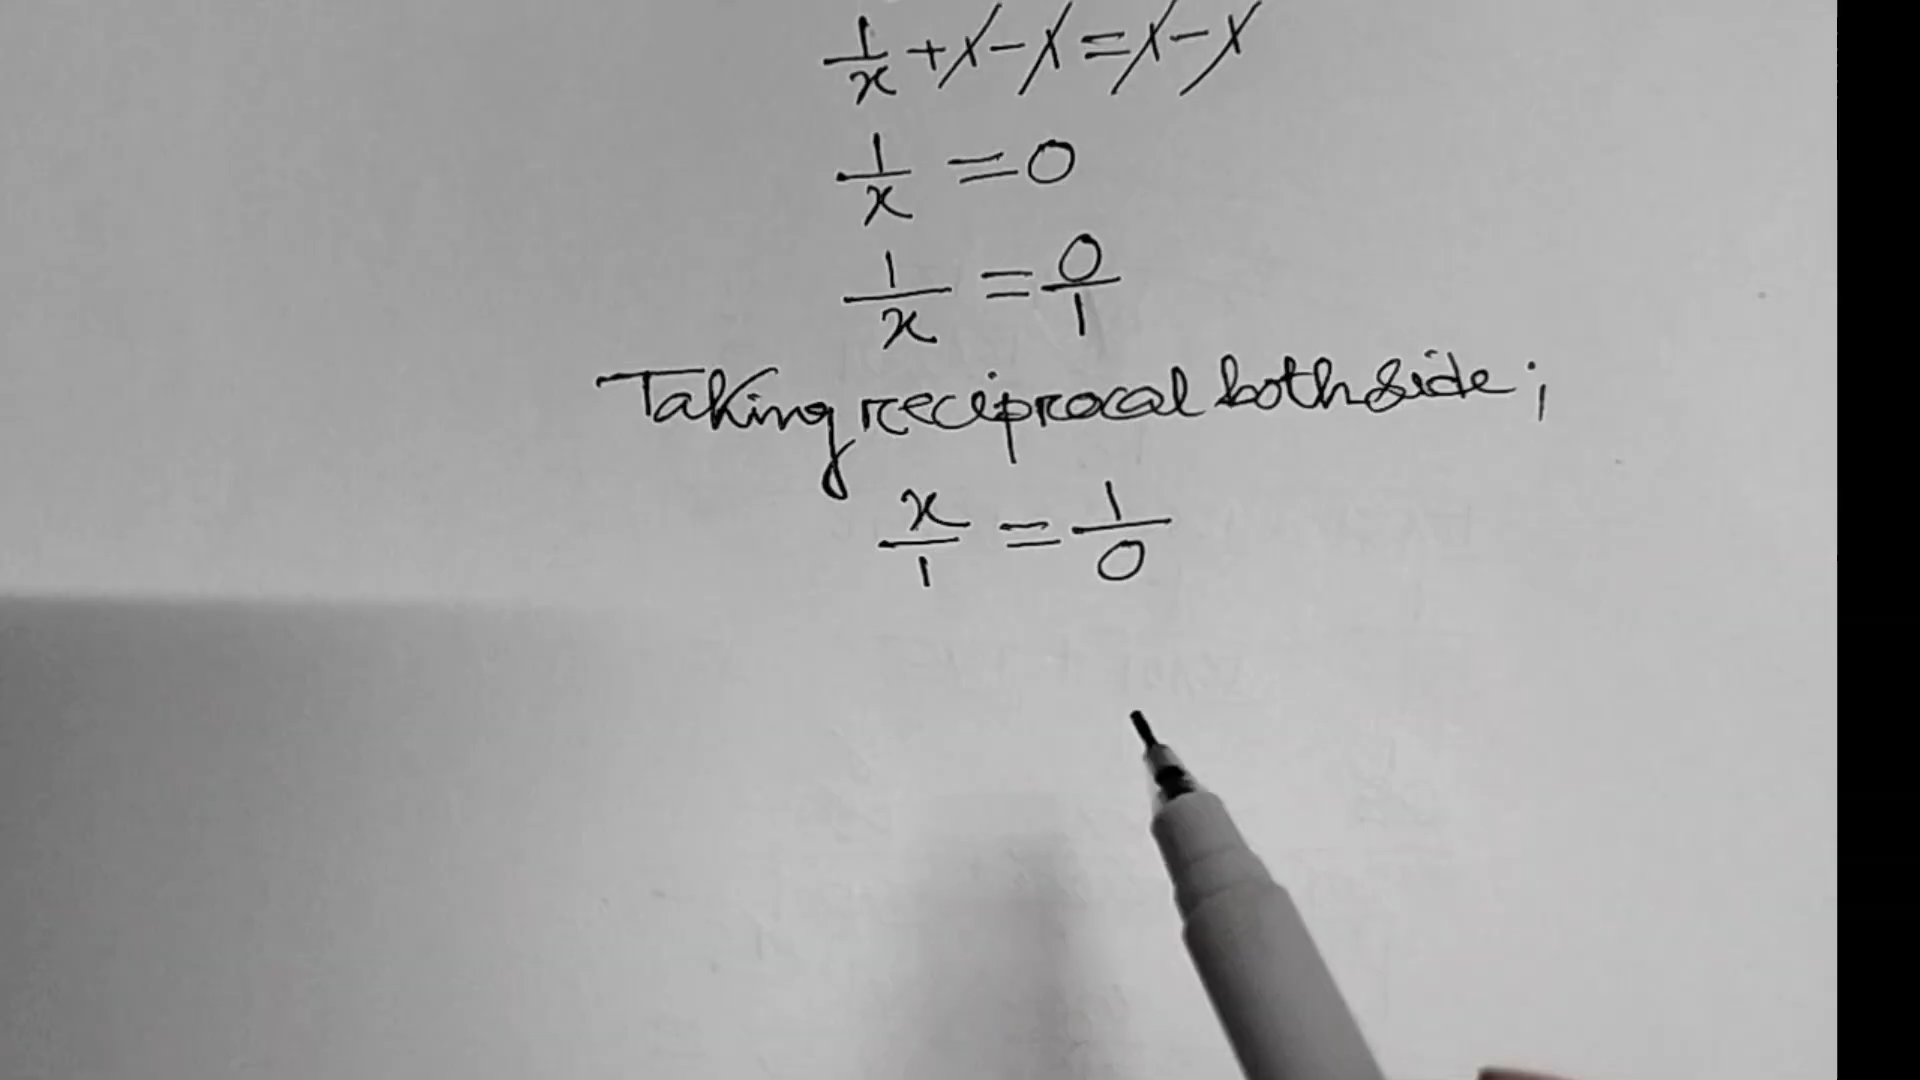 1/x + x - x = x - x
1/x = 0
1/x = 0/1
Taking reciprocal both side;
x/1 = 1/0